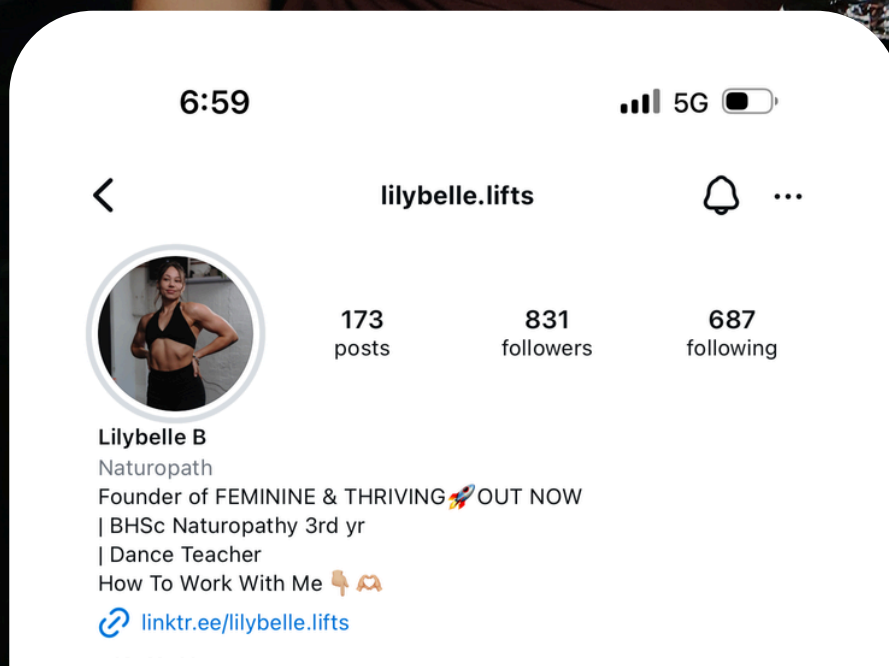 6:59 5G
lilybelle.lifts
173 831 687
posts followers following
Lilybelle B
Naturopath
Founder of FEMININE & THRIVING🚀OUT NOW
| BHSc Naturopathy 3rd yr
| Dance Teacher
How To Work With Me 👇🏼🫶🏼
linktr.ee/lilybelle.lifts